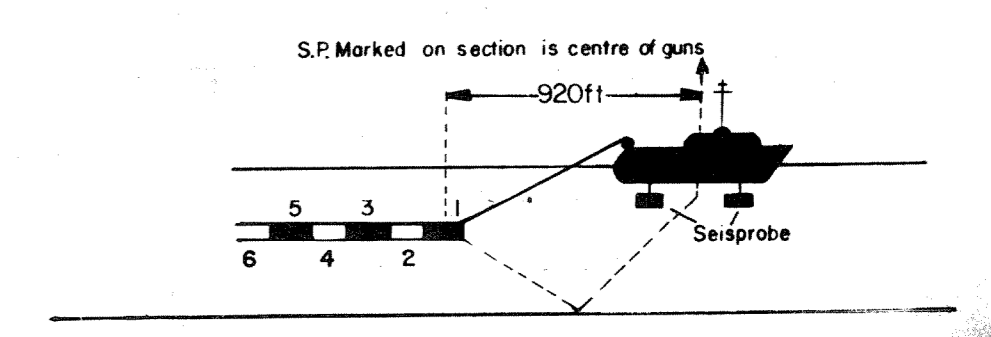 S.P. Marked on section is centre of guns
920ft
5 3 1
Seisprobe
6 4 2